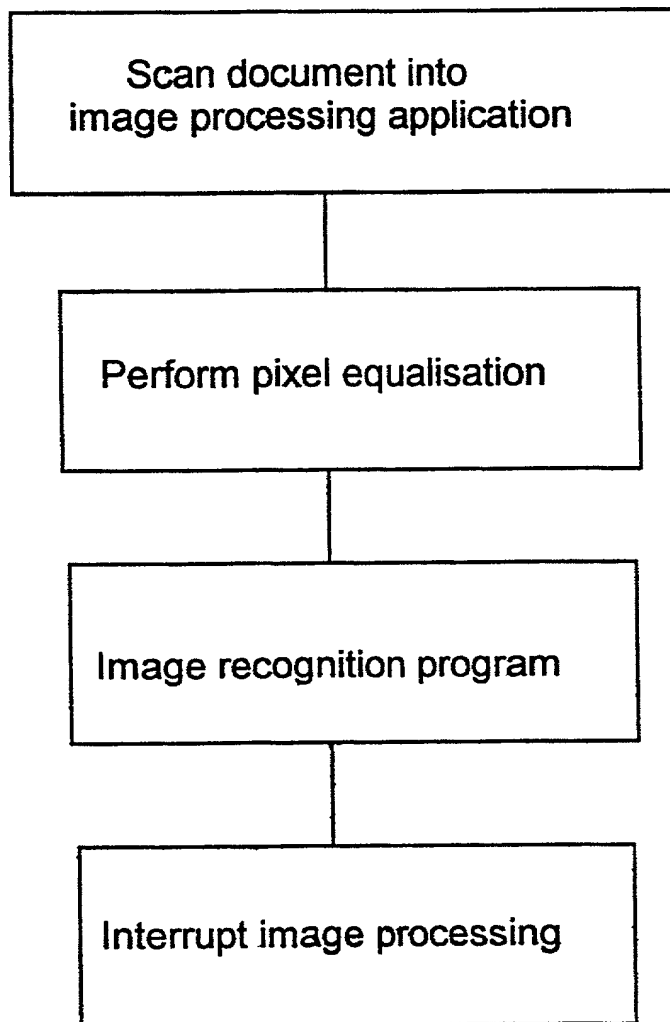 Scan document into
image processing application
Perform pixel equalisation
Image recognition program
Interrupt image processing